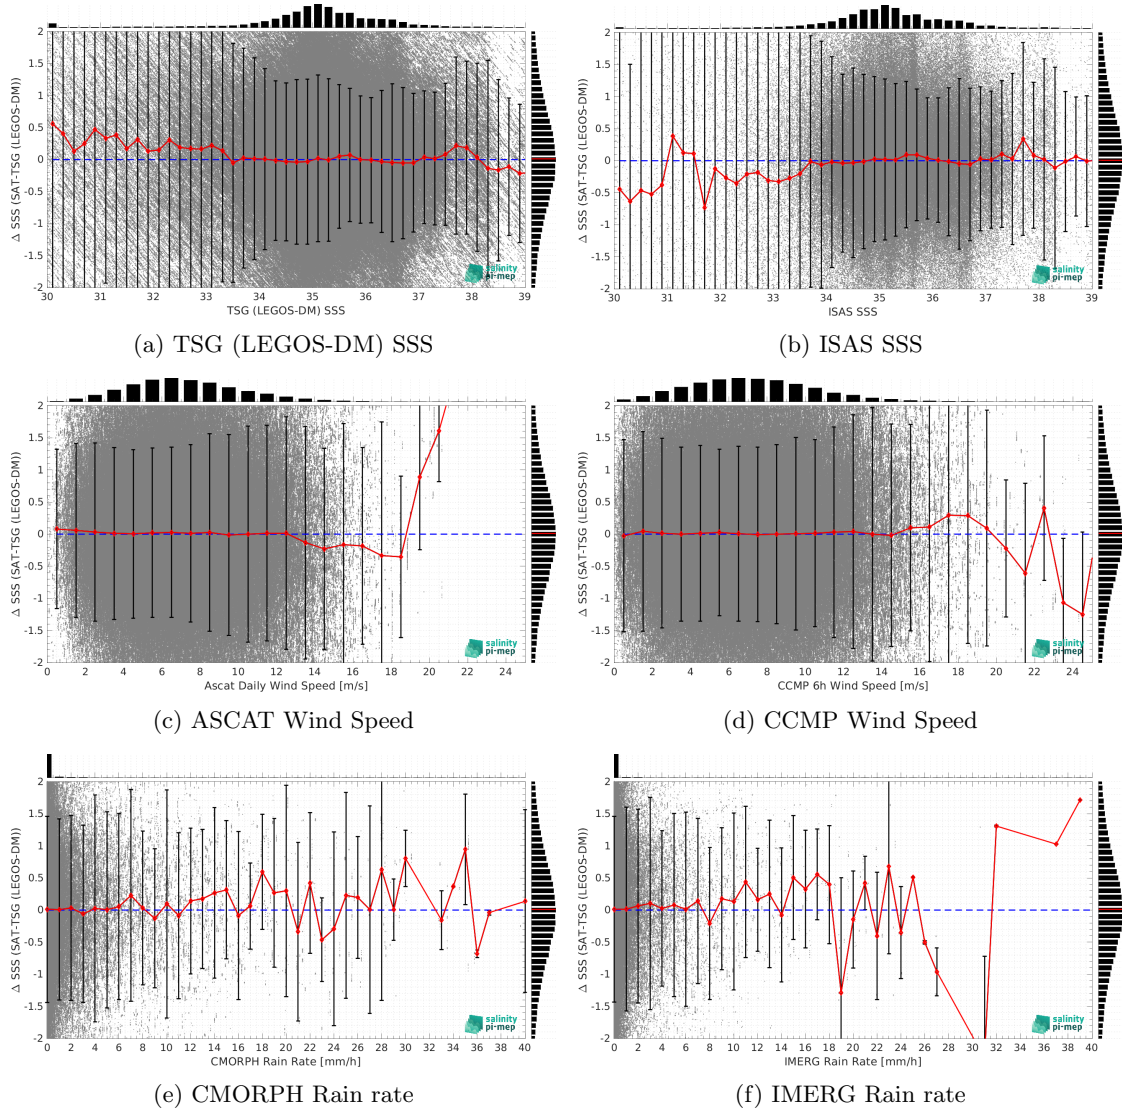 2
1.5
1
0.5
0
-0.5
-1
-1.5
-2
Δ SSS (SAT-TSG (LEGOS-DM))
30 31 32 33 34 35 36 37 38 39
TSG (LEGOS-DM) SSS
salinity
pi-mep
(a) TSG (LEGOS-DM) SSS
2
1.5
1
0.5
0
-0.5
-1
-1.5
-2
Δ SSS (SAT-TSG (LEGOS-DM))
30 31 32 33 34 35 36 37 38 39
ISAS SSS
salinity
pi-mep
(b) ISAS SSS
2
1.5
1
0.5
0
-0.5
-1
-1.5
-2
Δ SSS (SAT-TSG (LEGOS-DM))
0 2 4 6 8 10 12 14 16 18 20 22 24
Ascat Daily Wind Speed [m/s]
salinity
pi-mep
(c) ASCAT Wind Speed
2
1.5
1
0.5
0
-0.5
-1
-1.5
-2
Δ SSS (SAT-TSG (LEGOS-DM))
0 2 4 6 8 10 12 14 16 18 20 22 24
CCMP 6h Wind Speed [m/s]
salinity
pi-mep
(d) CCMP Wind Speed
2
1.5
1
0.5
0
-0.5
-1
-1.5
-2
Δ SSS (SAT-TSG (LEGOS-DM))
0 2 4 6 8 10 12 14 16 18 20 22 24 26 28 30 32 34 36 38 40
CMORPH Rain Rate [mm/h]
salinity
pi-mep
(e) CMORPH Rain rate
2
1.5
1
0.5
0
-0.5
-1
-1.5
-2
Δ SSS (SAT-TSG (LEGOS-DM))
0 2 4 6 8 10 12 14 16 18 20 22 24 26 28 30 32 34 36 38 40
IMERG Rain Rate [mm/h]
salinity
pi-mep
(f) IMERG Rain rate